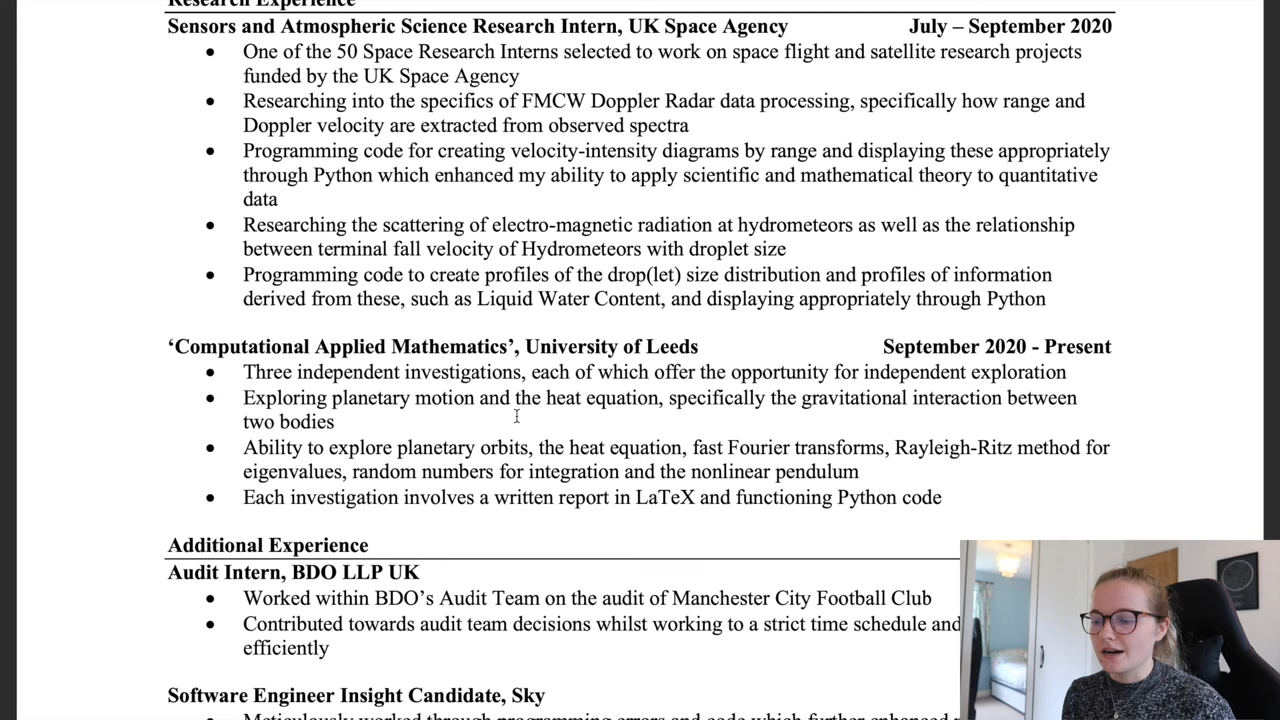 Research Experience
Sensors and Atmospheric Science Research Intern, UK Space Agency July – September 2020
• One of the 50 Space Research Interns selected to work on space flight and satellite research projects
funded by the UK Space Agency
• Researching into the specifics of FMCW Doppler Radar data processing, specifically how range and
Doppler velocity are extracted from observed spectra
• Programming code for creating velocity-intensity diagrams by range and displaying these appropriately
through Python which enhanced my ability to apply scientific and mathematical theory to quantitative
data
• Researching the scattering of electro-magnetic radiation at hydrometeors as well as the relationship
between terminal fall velocity of Hydrometeors with droplet size
• Programming code to create profiles of the drop(let) size distribution and profiles of information
derived from these, such as Liquid Water Content, and displaying appropriately through Python
‘Computational Applied Mathematics’, University of Leeds September 2020 - Present
• Three independent investigations, each of which offer the opportunity for independent exploration
• Exploring planetary motion and the heat equation, specifically the gravitational interaction between
two bodies
• Ability to explore planetary orbits, the heat equation, fast Fourier transforms, Rayleigh-Ritz method for
eigenvalues, random numbers for integration and the nonlinear pendulum
• Each investigation involves a written report in LaTeX and functioning Python code
Additional Experience
Audit Intern, BDO LLP UK
• Worked within BDO’s Audit Team on the audit of Manchester City Football Club
• Contributed towards audit team decisions whilst working to a strict time schedule and
efficiently
Software Engineer Insight Candidate, Sky
• Meticulously worked through programming errors and code which further enhanced